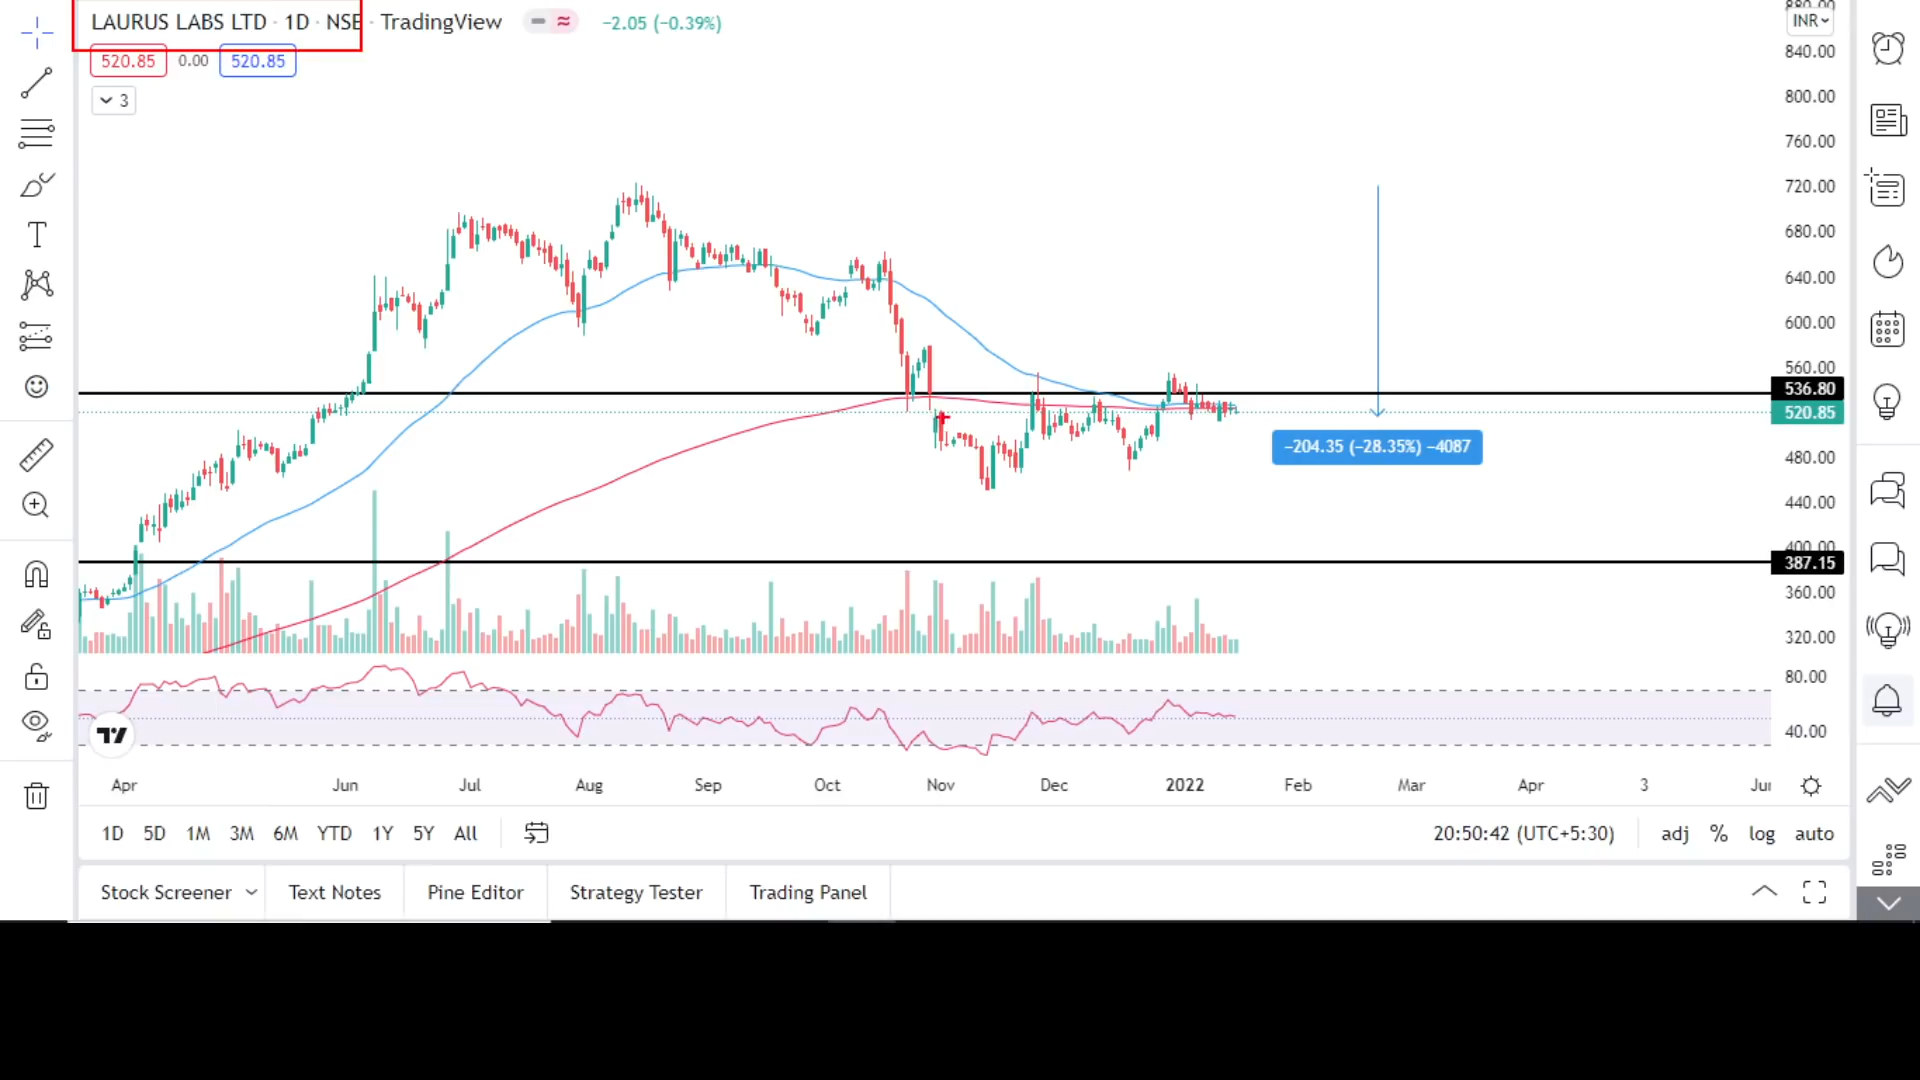 LAURUS LABS LTD · 1D · NSE · TradingView −2.05 (−0.39%)
520.85 0.00 520.85
3
880.00
INR
840.00
800.00
760.00
720.00
680.00
640.00
600.00
560.00
536.80
520.85
−204.35 (−28.35%) −4087
480.00
440.00
400.00
387.15
360.00
320.00
80.00
40.00
Apr Jun Jul Aug Sep Oct Nov Dec 2022 Feb Mar Apr 3 Jun
1D 5D 1M 3M 6M YTD 1Y 5Y All 20:50:42 (UTC+5:30) adj % log auto
Stock Screener Text Notes Pine Editor Strategy Tester Trading Panel